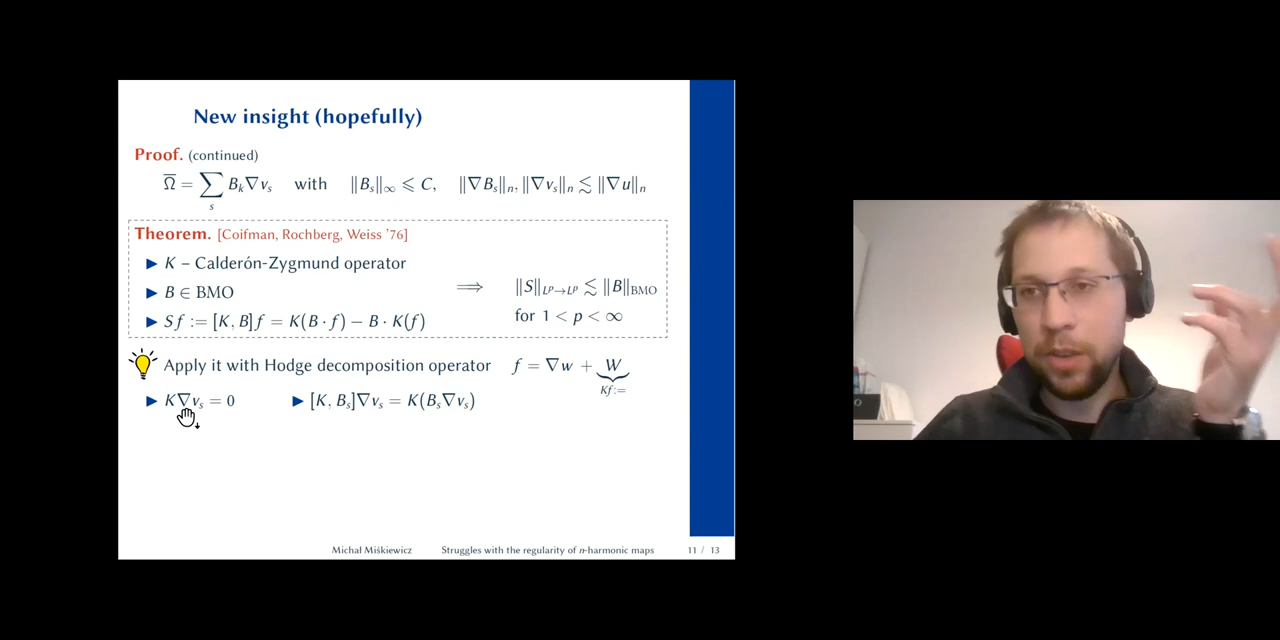 New insight (hopefully)
Proof. (continued)
Ω̅ = ∑_s B_k∇v_s with ‖B_s‖_∞ ⩽ C, ‖∇B_s‖_n, ‖∇v_s‖_n ≲ ‖∇u‖_n
Theorem. [Coifman, Rochberg, Weiss '76]
▶ K – Calderón-Zygmund operator
▶ B ∈ BMO
▶ Sf := [K, B]f = K(B · f) − B · K(f)
⟹ ‖S‖_{L^p→L^p} ≲ ‖B‖_BMO
for 1 < p < ∞
Apply it with Hodge decomposition operator f = ∇w + W
Kf:=
▶ K∇v_s = 0 ▶ [K, B_s]∇v_s = K(B_s∇v_s)
Michał Miśkiewicz Struggles with the regularity of n-harmonic maps 11 / 13